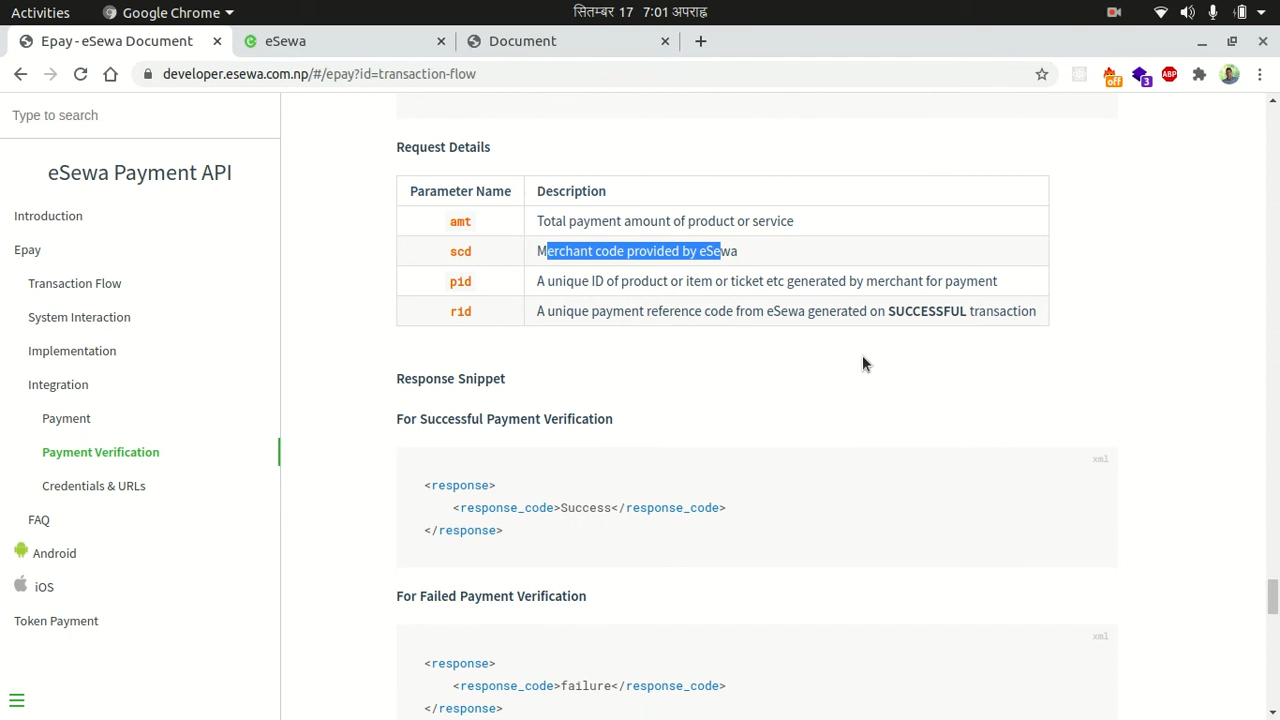 Activities
Google Chrome
सितम्बर 17 7:01 अपराह्न
Epay - eSewa Document
eSewa
Document
developer.esewa.com.np/#/epay?id=transaction-flow
off
3
ABP
Type to search
eSewa Payment API
Introduction
Epay
Transaction Flow
System Interaction
Implementation
Integration
Payment
Payment Verification
Credentials & URLs
FAQ
Android
iOS
Token Payment
Request Details
Parameter Name Description
amt Total payment amount of product or service
scd Merchant code provided by eSewa
pid A unique ID of product or item or ticket etc generated by merchant for payment
rid A unique payment reference code from eSewa generated on SUCCESSFUL transaction
Response Snippet
For Successful Payment Verification
xml
<response>
<response_code>Success</response_code>
</response>
For Failed Payment Verification
xml
<response>
<response_code>failure</response_code>
</response>